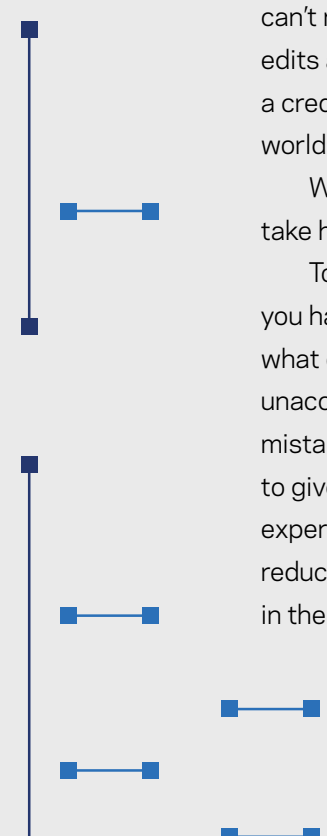 can't
edits
a cred
world
W
take h
To
you ha
what
unacc
mista
to give
exper
reduc
in the